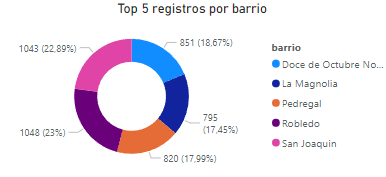 Top 5 registros por barrio
1043 (22,89%)
851 (18,67%)
795
(17,45%)
820 (17,99%)
1048 (23%)
barrio
Doce de Octubre No...
La Magnolia
Pedregal
Robledo
San Joaquin